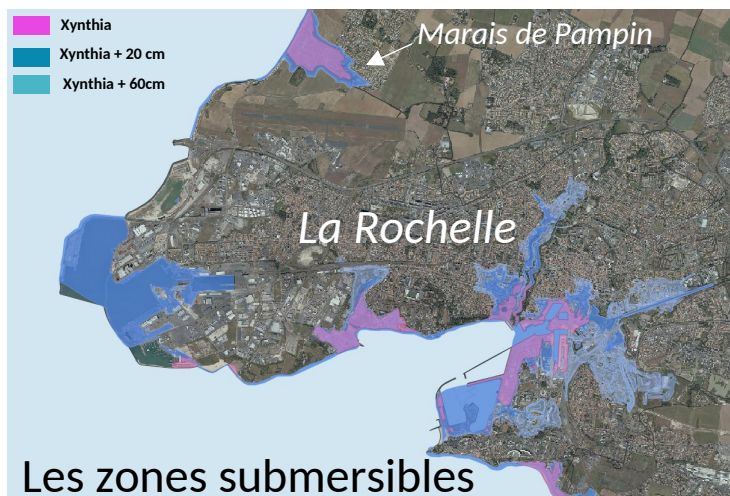 Xynthia
Xynthia + 20 cm
Xynthia + 60cm
Marais de Pampin
La Rochelle
Les zones submersibles